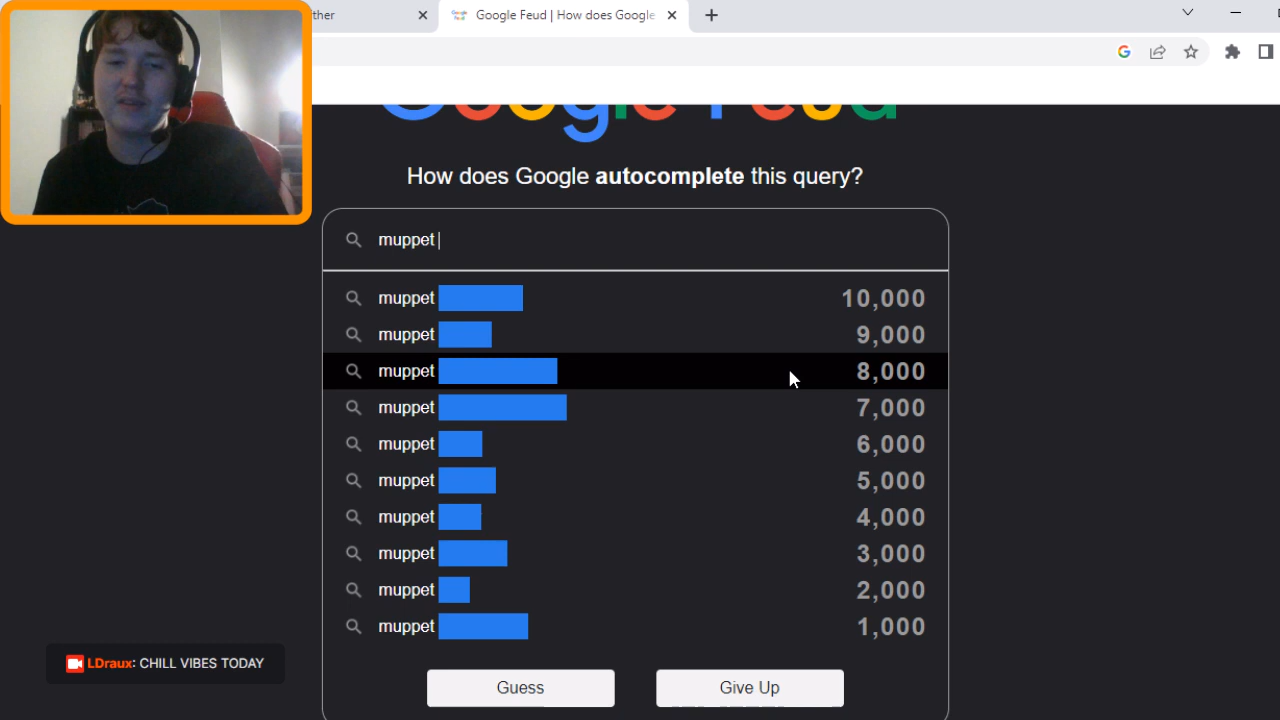 ther
Google Feud | How does Google
Google Feud
How does Google autocomplete this query?
muppet
muppet 10,000
muppet 9,000
muppet 8,000
muppet 7,000
muppet 6,000
muppet 5,000
muppet 4,000
muppet 3,000
muppet 2,000
muppet 1,000
Guess Give Up
LDraux: CHILL VIBES TODAY